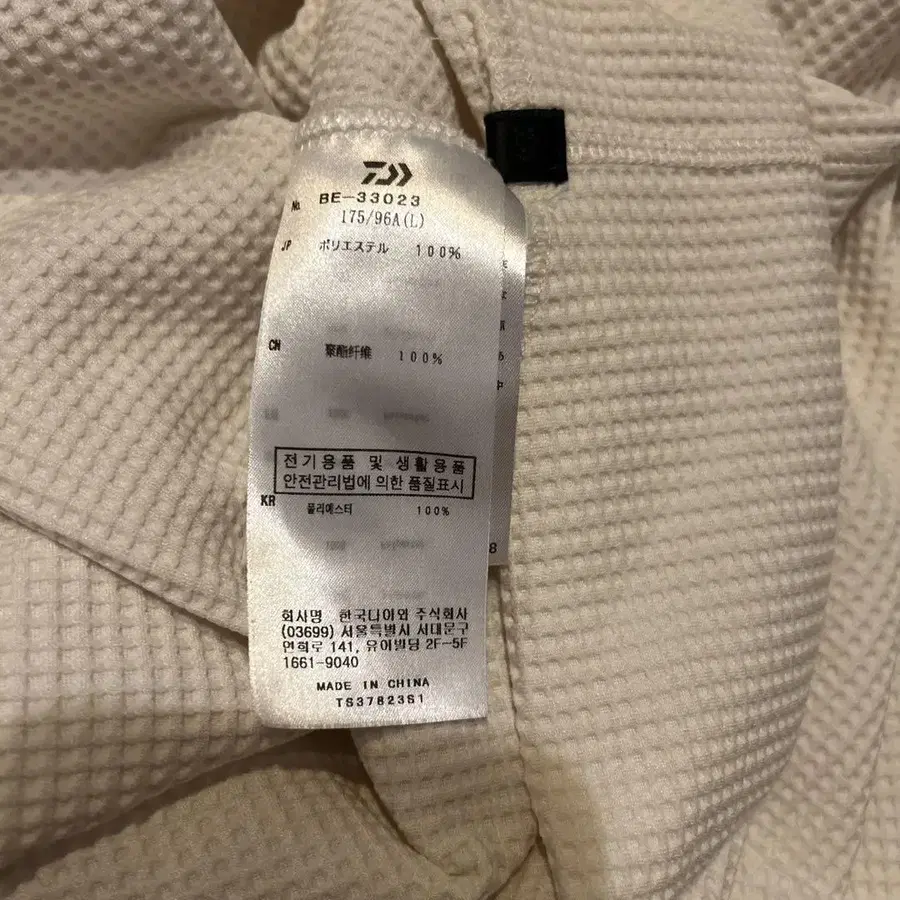 No. BE-33023
175/96A(L)
JP ポリエステル 100%
CN 聚酯纤维 100%
전기용품 및 생활용품
안전관리법에 의한 품질표시
KR 폴리에스터 100%
회사명 한국다이와 주식회사
(03699) 서울특별시 서대문구
연희로 141, 유이빌딩 2F-5F
1661-9040
MADE IN CHINA
TS37823S1
8